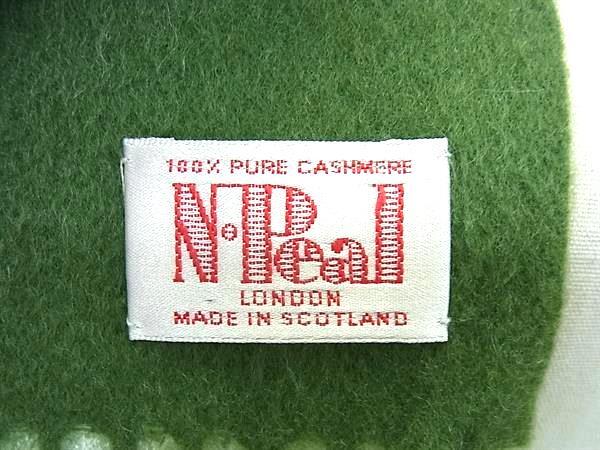 100% PURE CASHMERE
N·Peal
LONDON
MADE IN SCOTLAND